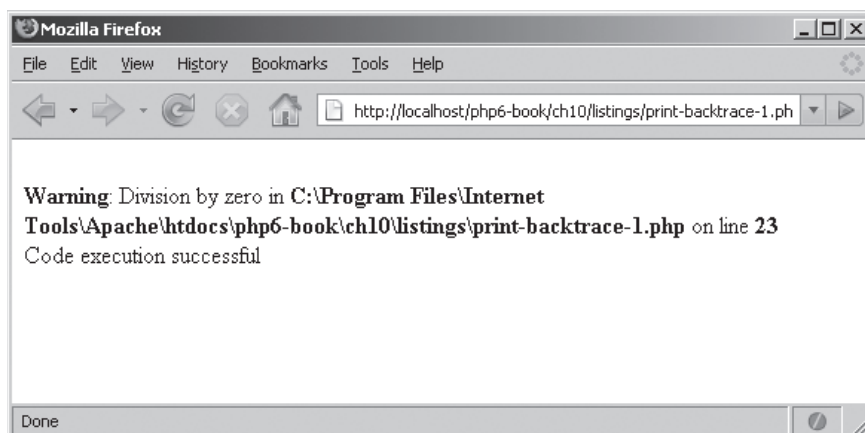 Mozilla Firefox
File Edit View History Bookmarks Tools Help
http://localhost/php6-book/ch10/listings/print-backtrace-1.ph
Warning: Division by zero in C:\Program Files\Internet
Tools\Apache\htdocs\php6-book\ch10\listings\print-backtrace-1.php on line 23
Code execution successful
Done